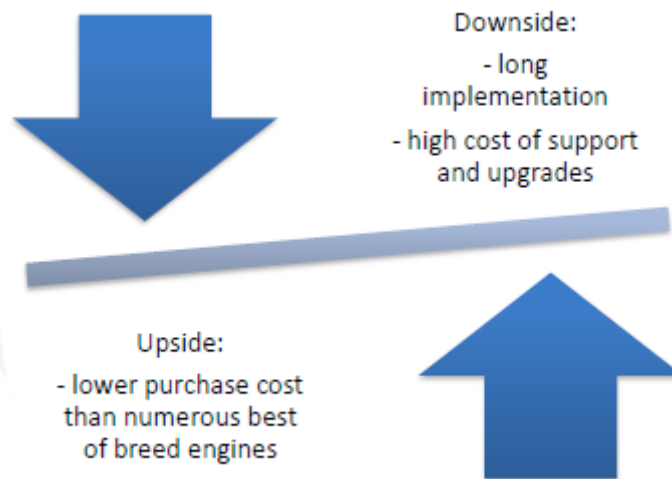 Downside:
- long
implementation
- high cost of support
and upgrades
Upside:
- lower purchase cost
than numerous best
of breed engines